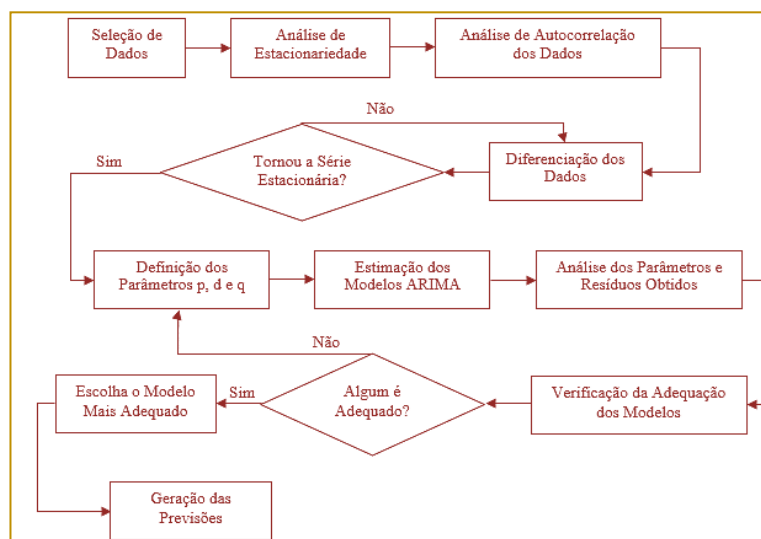 Seleção de
Dados
Análise de
Estacionariedade
Análise de Autocorrelação
dos Dados
Não
Sim
Tornou a Série
Estacionária?
Diferenciação dos
Dados
Definição dos
Parâmetros p, d e q
Estimação dos
Modelos ARIMA
Análise dos Parâmetros e
Resíduos Obtidos
Não
Escolha o Modelo
Mais Adequado
Sim
Algum é
Adequado?
Verificação da Adequação
dos Modelos
Geração das
Previsões